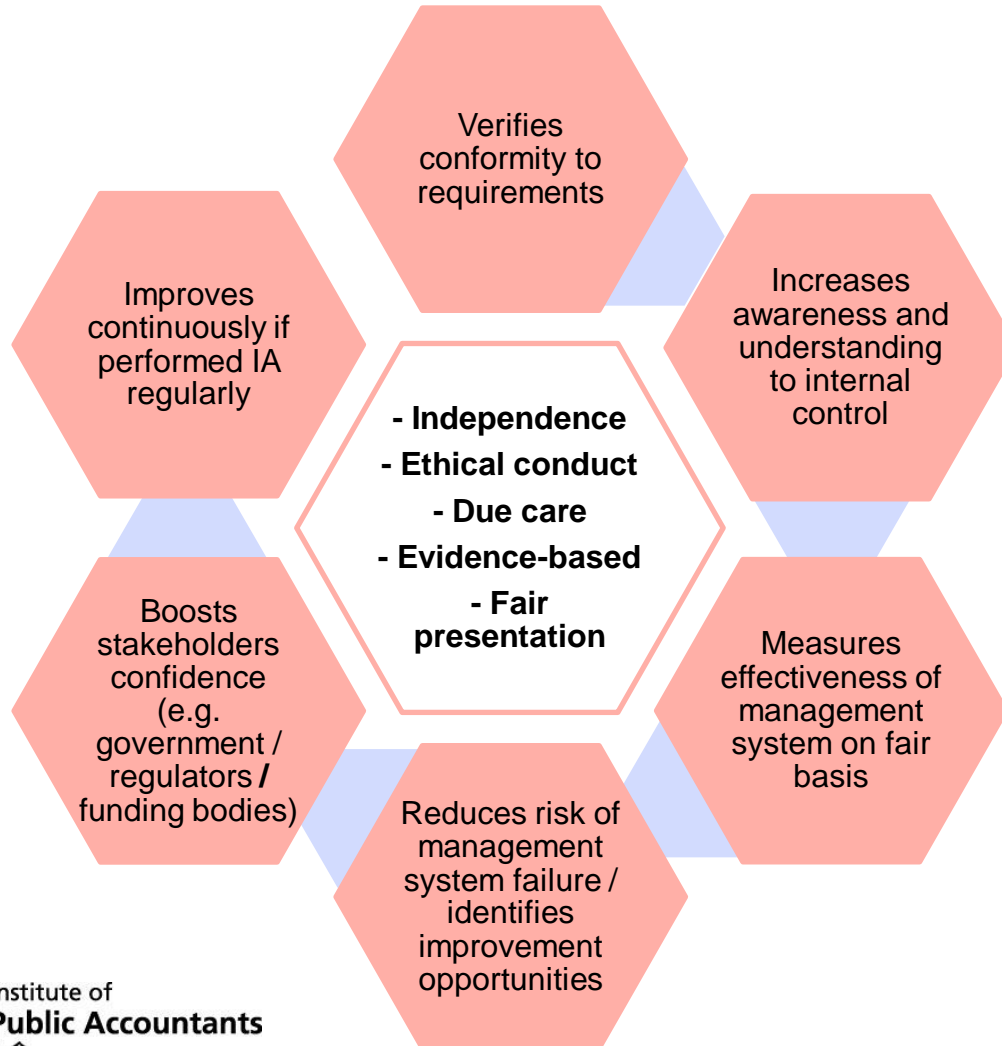 Verifies
conformity to
requirements
Increases
awareness and
understanding
to internal
control
Measures
effectiveness of
management
system on fair
basis
Reduces risk of
management
system failure /
identifies
improvement
opportunities
Boosts
stakeholders
confidence
(e.g.
government /
regulators /
funding bodies)
Improves
continuously if
performed IA
regularly
- Independence
- Ethical conduct
- Due care
- Evidence-based
- Fair
presentation
nstitute of
Public Accountants